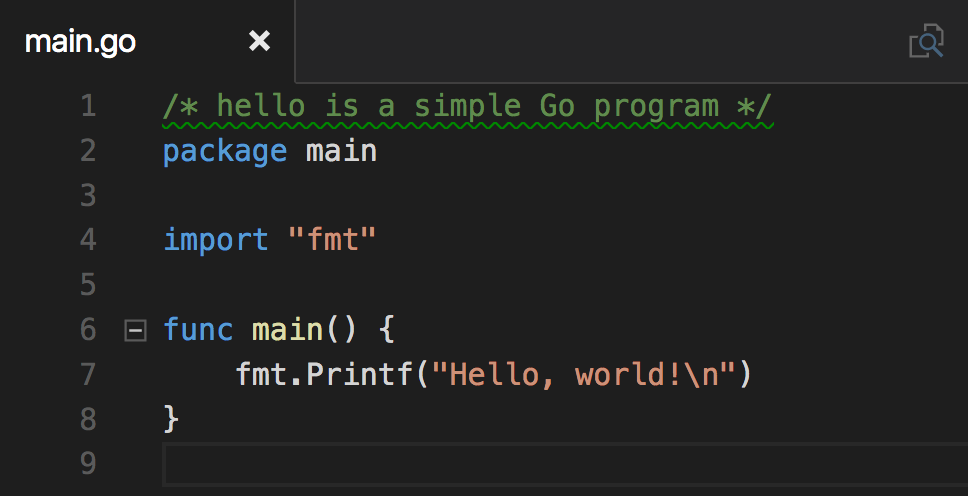 main.go
1 /* hello is a simple Go program */
2 package main
3
4 import "fmt"
5
6 func main() {
7     fmt.Printf("Hello, world!\n")
8 }
9